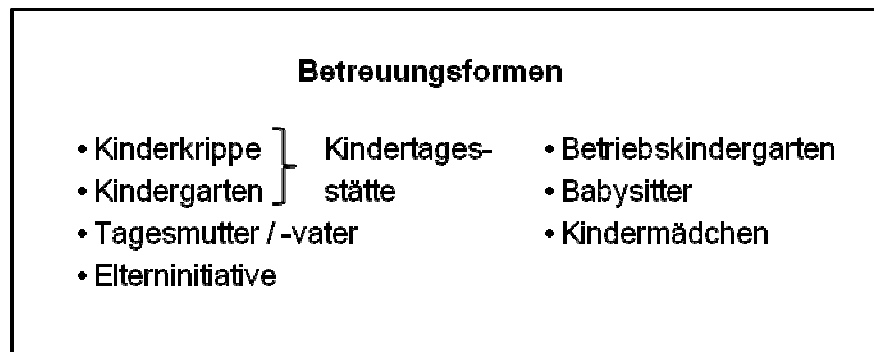 Betreuungsformen
• Kinderkrippe
• Kindergarten
Kindertages-
stätte
• Tagesmutter / -vater
• Elterninitiative
• Betriebskindergarten
• Babysitter
• Kindermädchen